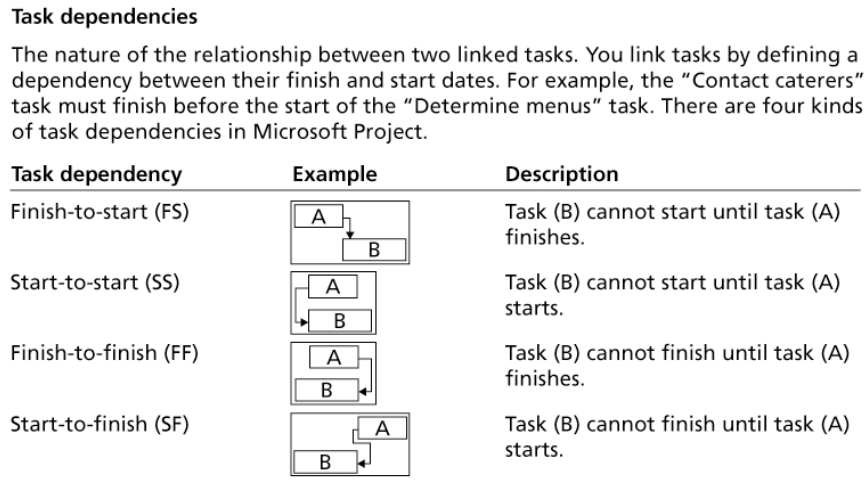 Task dependencies
The nature of the relationship between two linked tasks. You link tasks by defining a
dependency between their finish and start dates. For example, the “Contact caterers”
task must finish before the start of the “Determine menus” task. There are four kinds
of task dependencies in Microsoft Project.
Task dependency Example Description
Finish-to-start (FS) A B Task (B) cannot start until task (A)
finishes.
Start-to-start (SS) A B Task (B) cannot start until task (A)
starts.
Finish-to-finish (FF) A B Task (B) cannot finish until task (A)
finishes.
Start-to-finish (SF) A B Task (B) cannot finish until task (A)
starts.